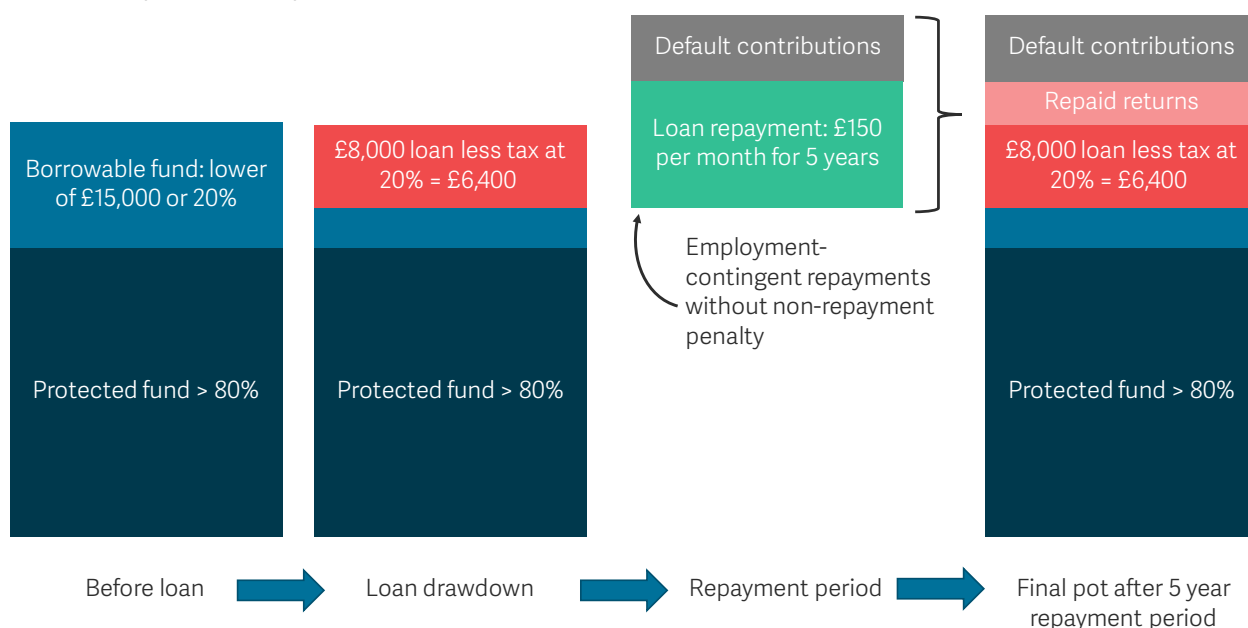 Borrowable fund: lower
of £15,000 or 20%
Protected fund > 80%
£8,000 loan less tax at
20% = £6,400
Protected fund > 80%
Default contributions
Loan repayment: £150
per month for 5 years
Employment-
contingent repayments
without non-repayment
penalty
Default contributions
Repaid returns
£8,000 loan less tax at
20% = £6,400
Protected fund > 80%
Before loan
Loan drawdown
Repayment period
Final pot after 5 year
repayment period